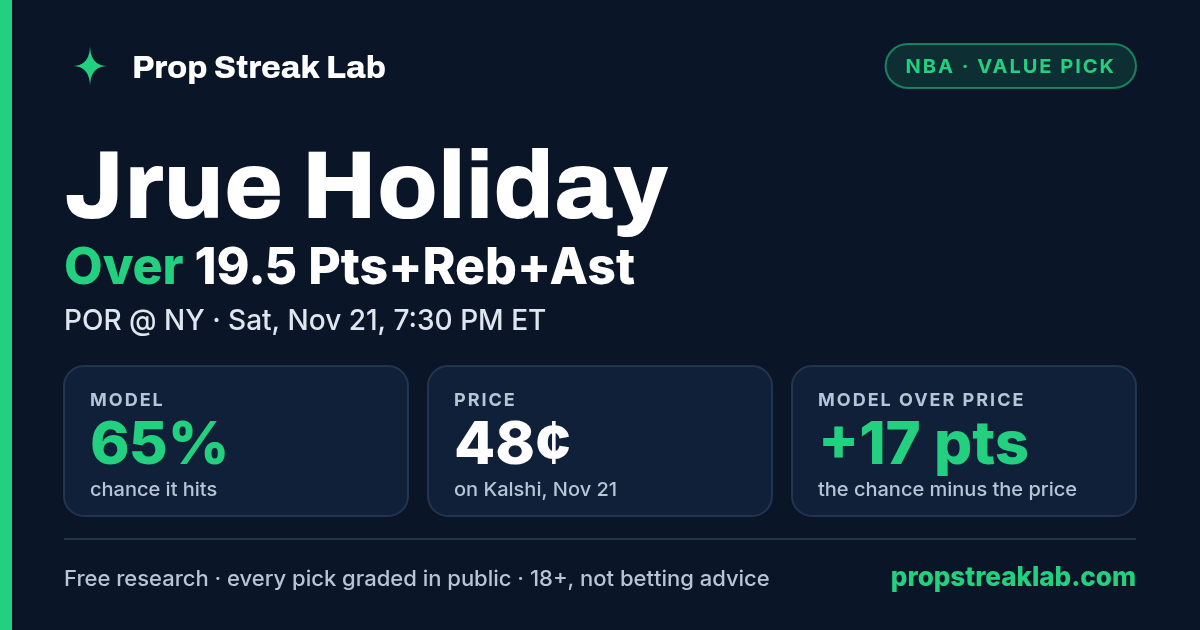 Prop Streak Lab
NBA · VALUE PICK
Jrue Holiday
Over 19.5 Pts+Reb+Ast
POR @ NY · Sat, Nov 21, 7:30 PM ET
MODEL
65%
chance it hits
PRICE
48¢
on Kalshi, Nov 21
MODEL OVER PRICE
+17 pts
the chance minus the price
Free research · every pick graded in public · 18+, not betting advice
propstreaklab.com